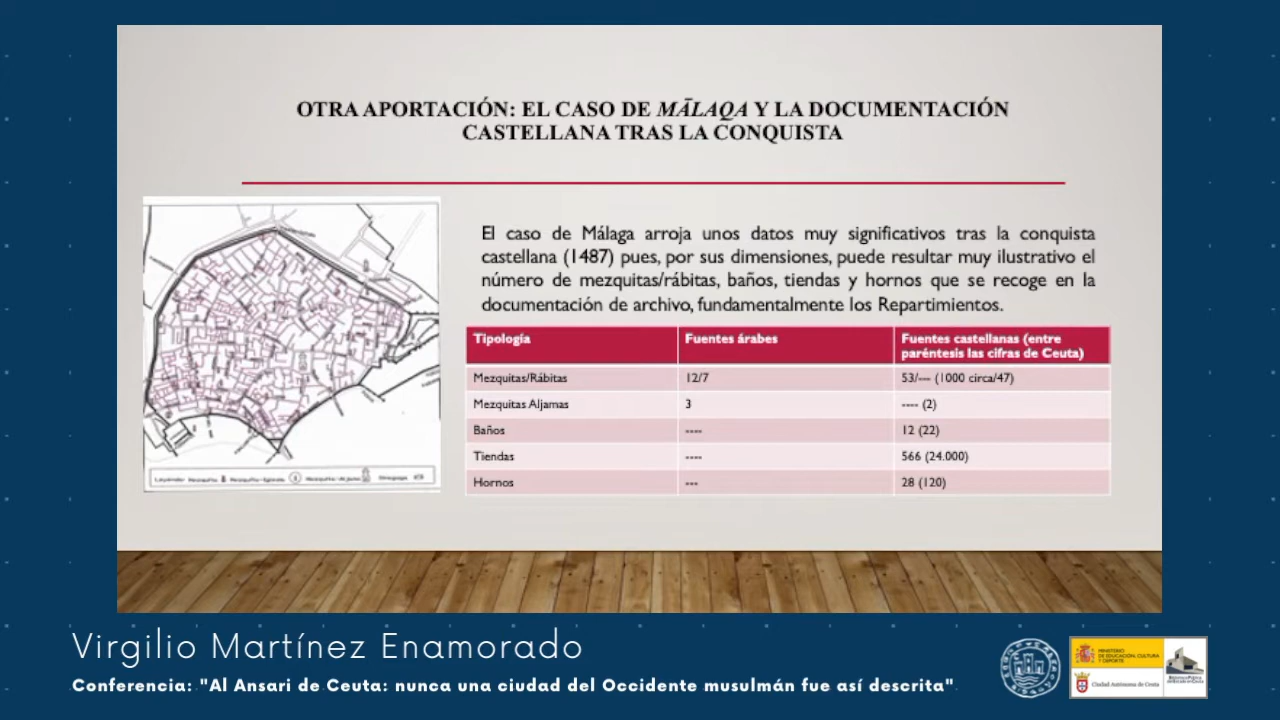 OTRA APORTACIÓN: EL CASO DE MĀLAQA Y LA DOCUMENTACIÓN
CASTELLANA TRAS LA CONQUISTA
El caso de Málaga arroja unos datos muy significativos tras la conquista
castellana (1487) pues, por sus dimensiones, puede resultar muy ilustrativo el
número de mezquitas/rábitas, baños, tiendas y hornos que se recoge en la
documentación de archivo, fundamentalmente los Repartimientos.
Tipología Fuentes árabes Fuentes castellanas (entre
paréntesis las cifras de Ceuta)
Mezquitas/Rábitas 12/7 53/--- (1000 circa/47)
Mezquitas Aljamas 3 ---- (2)
Baños ---- 12 (22)
Tiendas ---- 566 (24.000)
Hornos --- 28 (120)
Virgilio Martínez Enamorado
Conferencia: "Al Ansari de Ceuta: nunca una ciudad del Occidente musulmán fue así descrita"
MINISTERIO
DE EDUCACIÓN, CULTURA
Y DEPORTE
Ciudad Autónoma de Ceuta